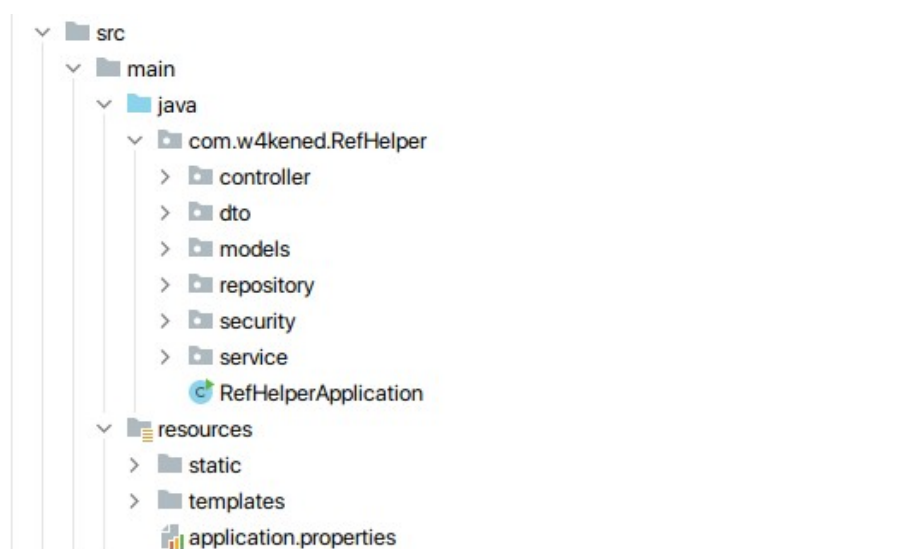 src
main
java
com.w4kened.RefHelper
controller
dto
models
repository
security
service
RefHelperApplication
resources
static
templates
application.properties